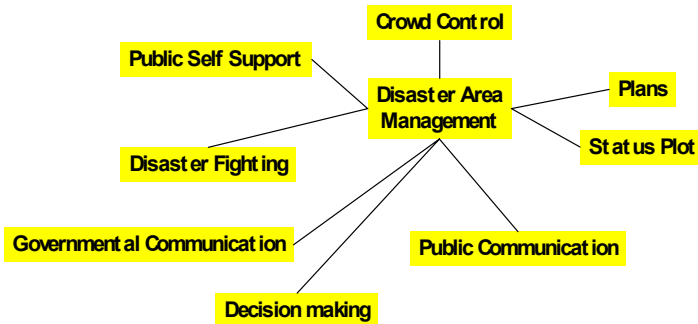 Crowd Control
Public Self Support
Disaster Area
Management
Plans
Status Plot
Disaster Fighting
Governmental Communication
Public Communication
Decision making